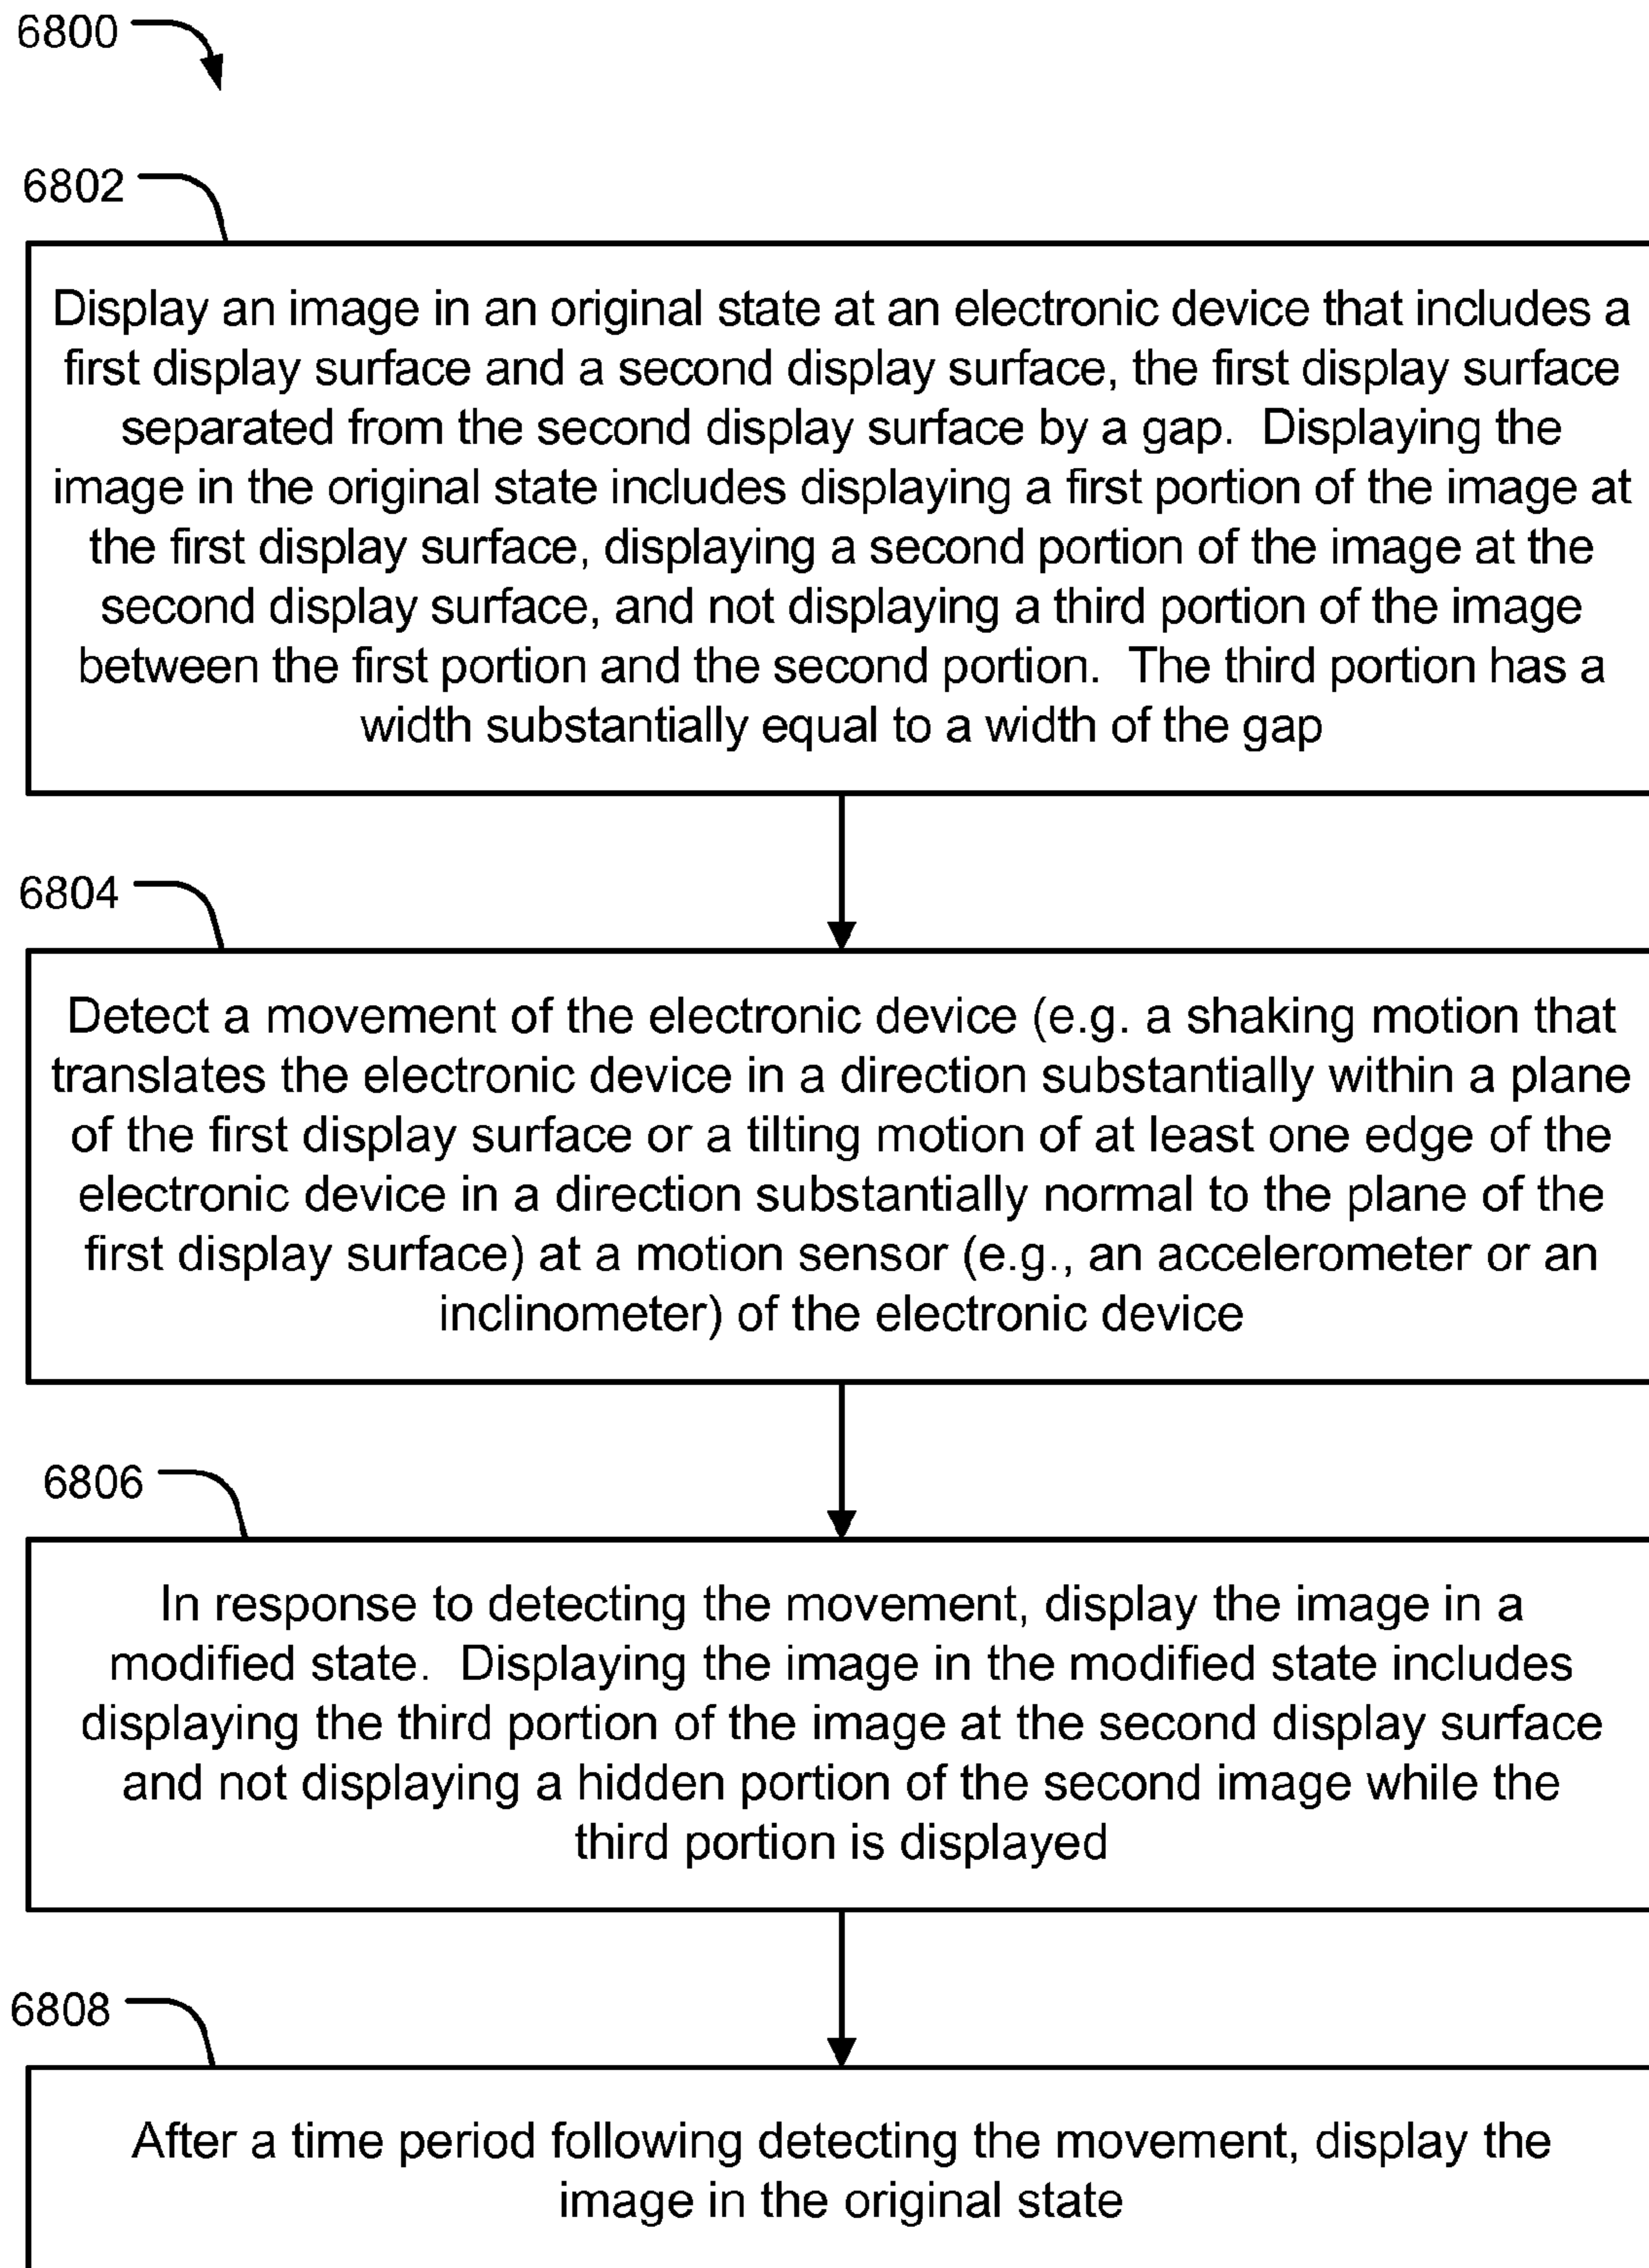 6800
6802
Display an image in an original state at an electronic device that includes a
first display surface and a second display surface, the first display surface
separated from the second display surface by a gap.  Displaying the
image in the original state includes displaying a first portion of the image at
the first display surface, displaying a second portion of the image at the
second display surface, and not displaying a third portion of the image
between the first portion and the second portion.  The third portion has a
width substantially equal to a width of the gap
6804
Detect a movement of the electronic device (e.g. a shaking motion that
translates the electronic device in a direction substantially within a plane
of the first display surface or a tilting motion of at least one edge of the
electronic device in a direction substantially normal to the plane of the
first display surface) at a motion sensor (e.g., an accelerometer or an
inclinometer) of the electronic device
6806
In response to detecting the movement, display the image in a
modified state.  Displaying the image in the modified state includes
displaying the third portion of the image at the second display surface
and not displaying a hidden portion of the second image while the
third portion is displayed
6808
After a time period following detecting the movement, display the
image in the original state